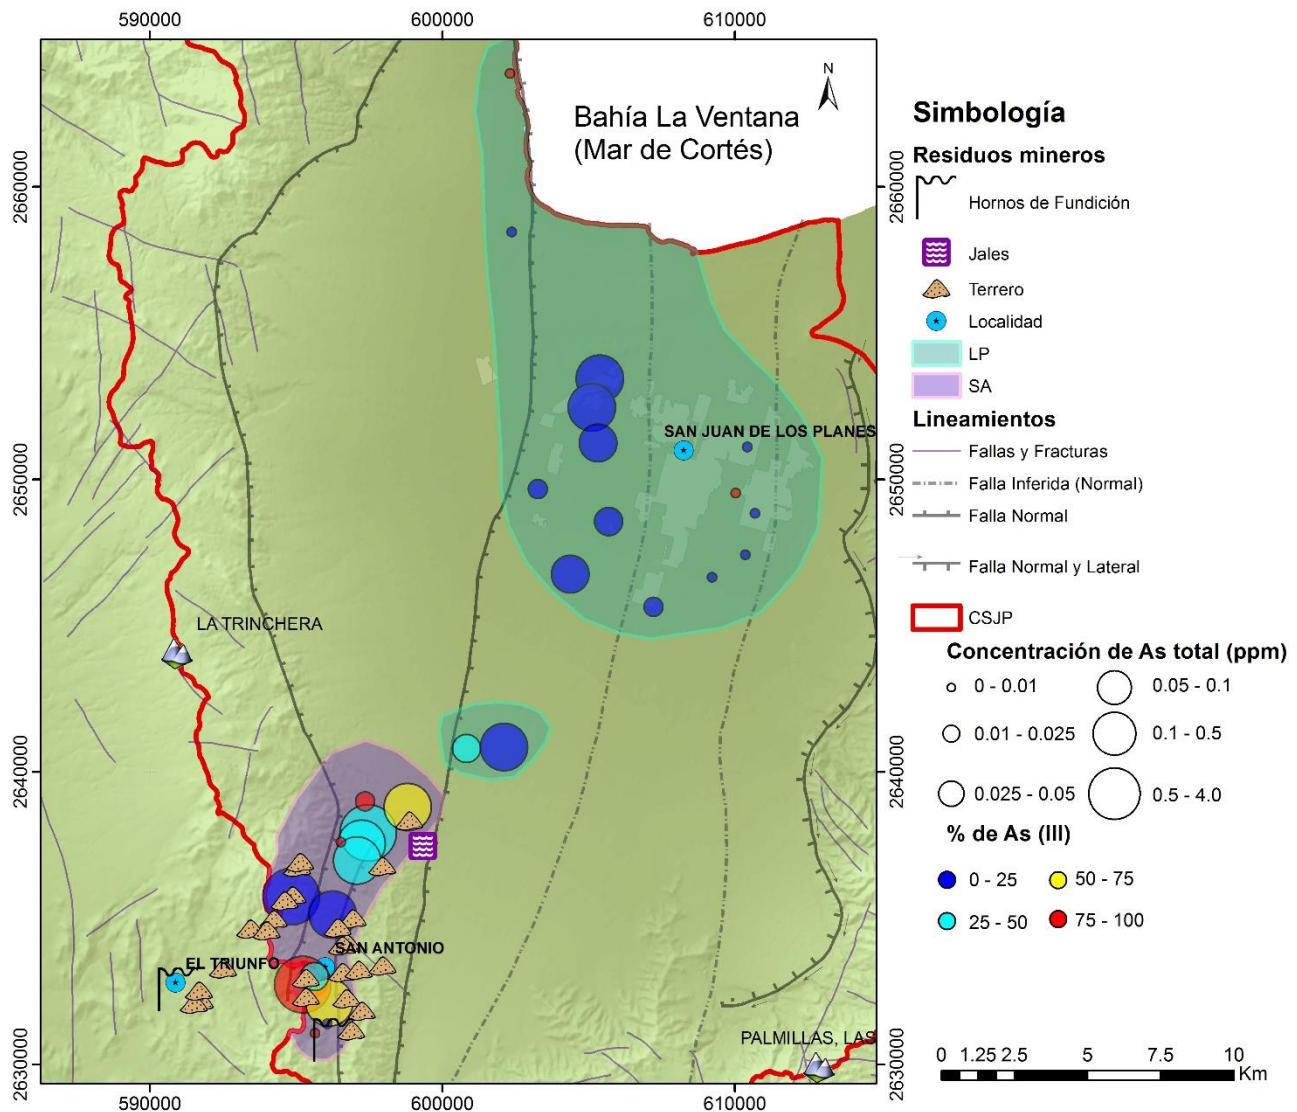 590000
600000
610000
N
Bahía La Ventana
(Mar de Cortés)
2660000
2660000
SAN JUAN DE LOS PLANES
2650000
2650000
LA TRINCHERA
2640000
2640000
SAN ANTONIO
EL TRIUNFO
PALMILLAS, LAS
2630000
2630000
590000
600000
610000
Simbología
Residuos mineros
Hornos de Fundición
Jales
Terrero
Localidad
LP
SA
Lineamientos
Fallas y Fracturas
Falla Inferida (Normal)
Falla Normal
Falla Normal y Lateral
CSJP
Concentración de As total (ppm)
0 - 0.01
0.05 - 0.1
0.01 - 0.025
0.1 - 0.5
0.025 - 0.05
0.5 - 4.0
% de As (III)
0 - 25
50 - 75
25 - 50
75 - 100
0 1.25 2.5 5 7.5 10
Km